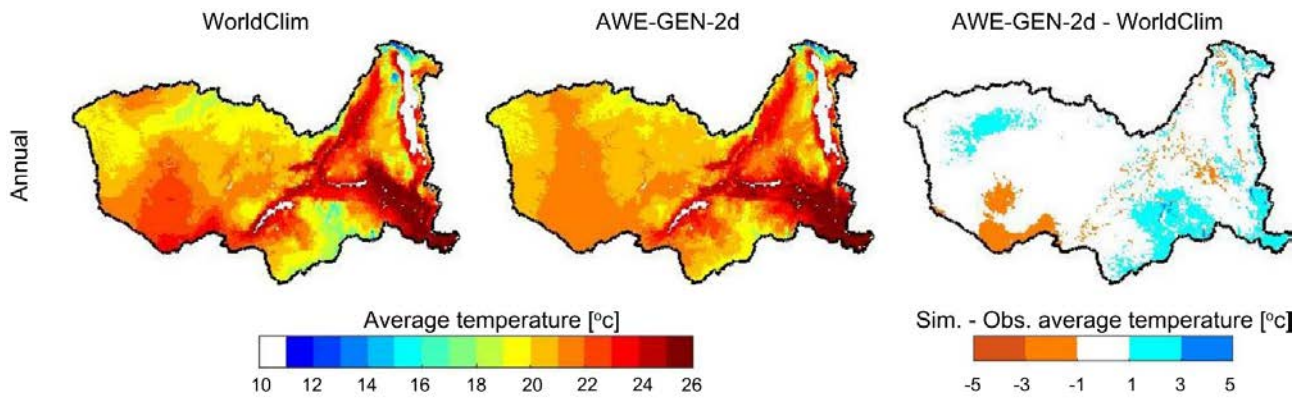 WorldClim
AWE-GEN-2d
AWE-GEN-2d - WorldClim
Annual
Average temperature [°c]
10 12 14 16 18 20 22 24 26
Sim. - Obs. average temperature [°c]
-5 -3 -1 1 3 5